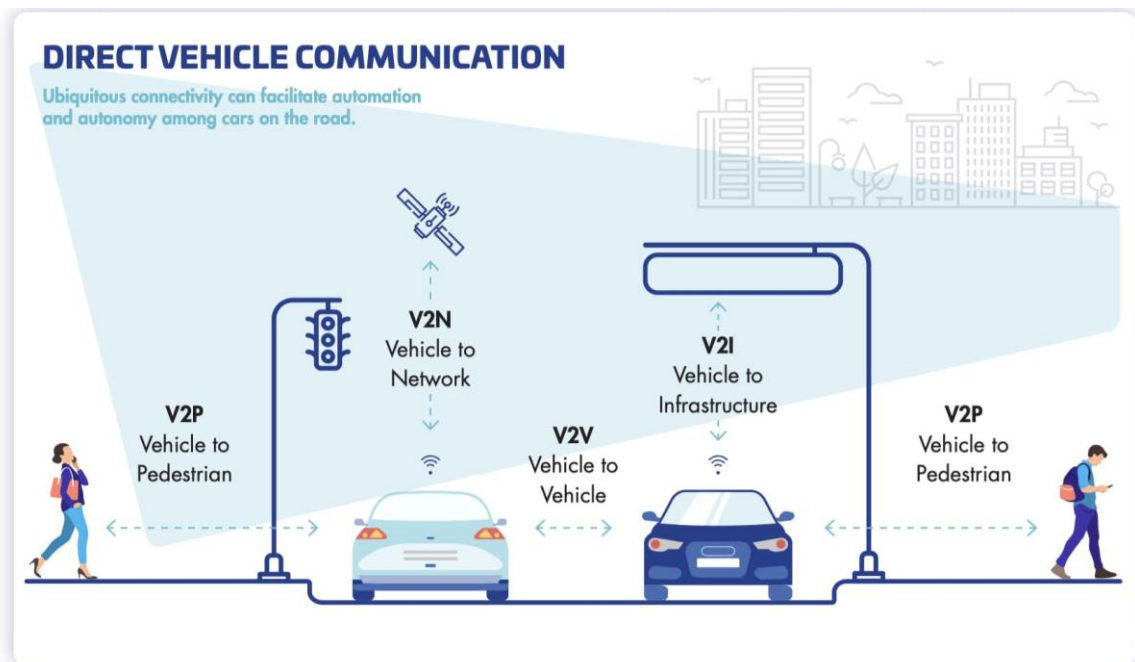 DIRECT VEHICLE COMMUNICATION
Ubiquitous connectivity can facilitate automation
and autonomy among cars on the road.
V2N
Vehicle to
Network
V2I
Vehicle to
Infrastructure
V2P
Vehicle to
Pedestrian
V2V
Vehicle to
Vehicle
V2P
Vehicle to
Pedestrian